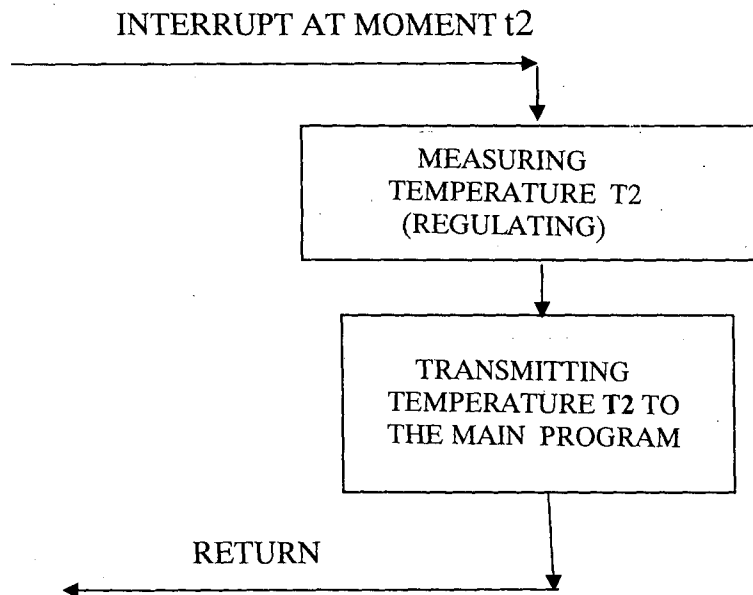 INTERRUPT AT MOMENT t2
MEASURING
TEMPERATURE T2
(REGULATING)
TRANSMITTING
TEMPERATURE T2 TO
THE MAIN PROGRAM
RETURN